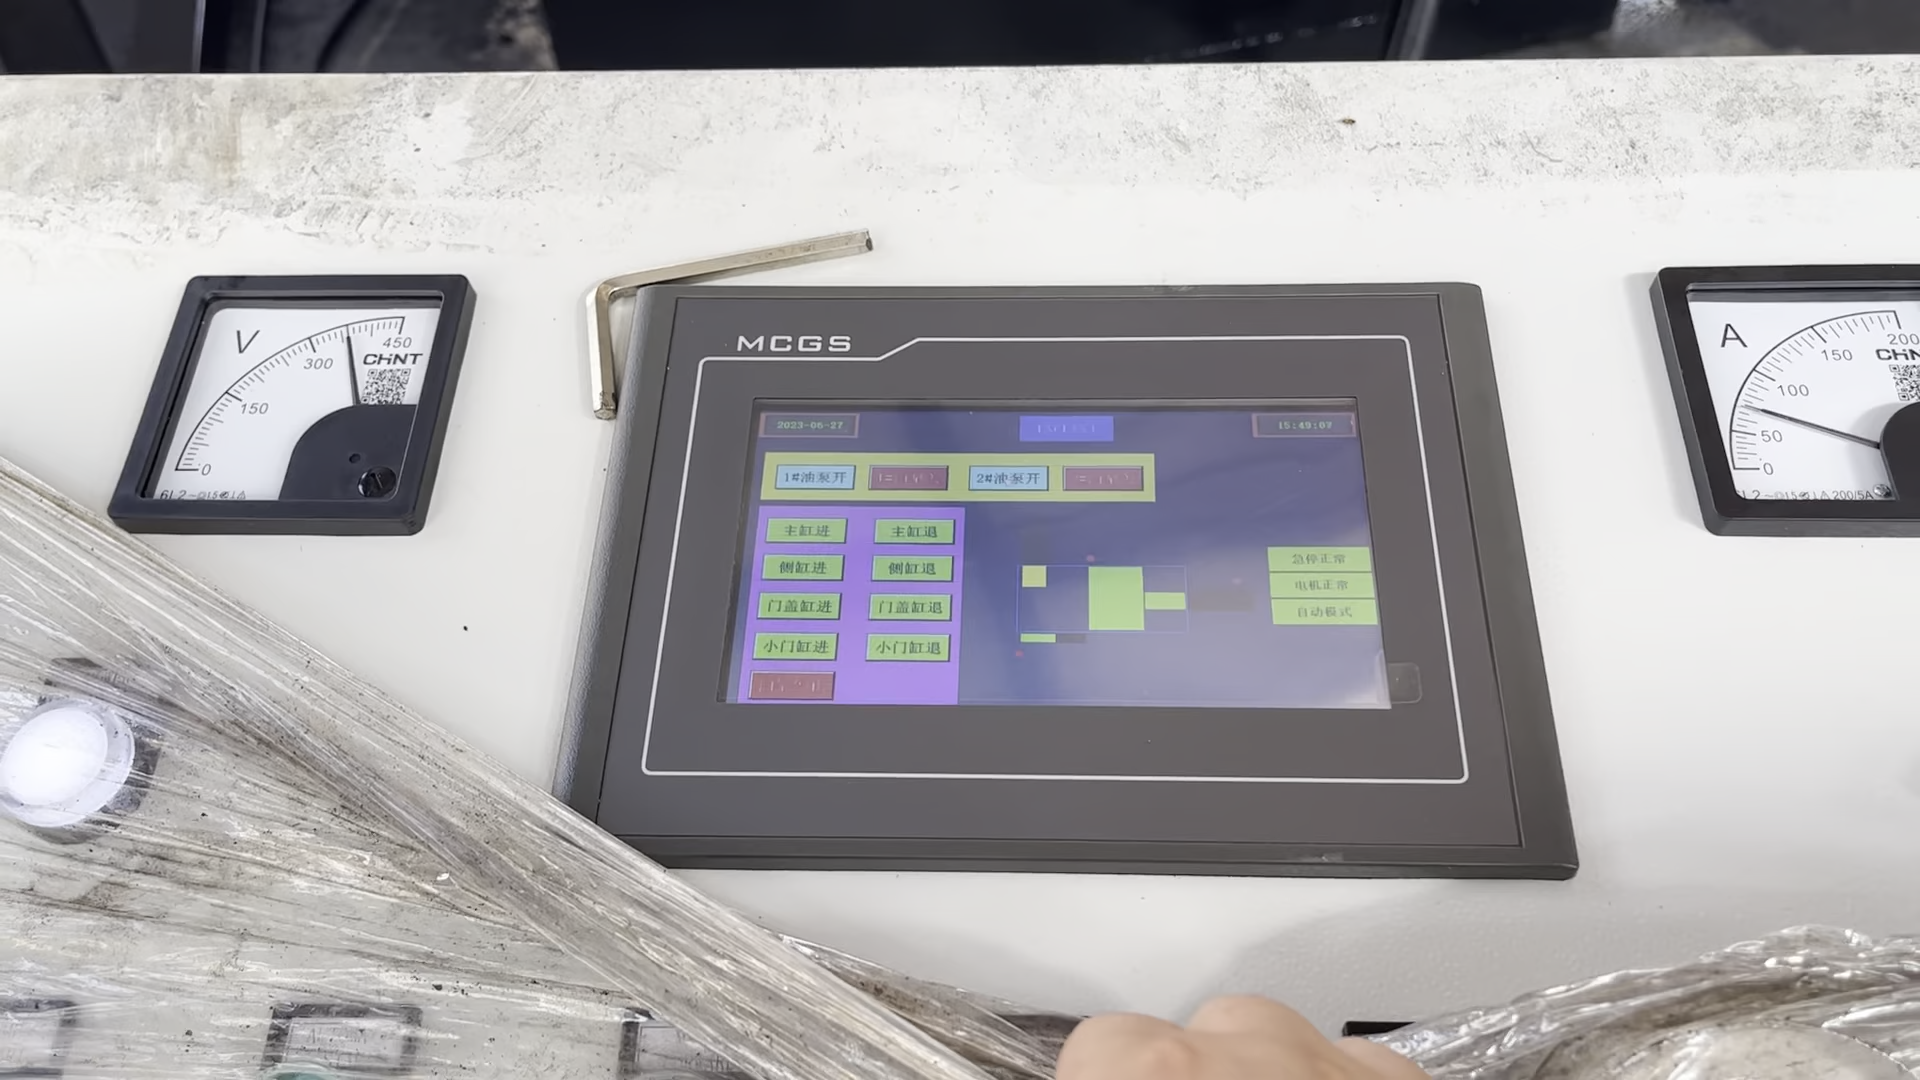 V
450
CHNT
300
150
0
MCGS
2023-06-27
15:49:07
1#油泵开
2#油泵开
主缸进
主缸退
侧缸进
侧缸退
门盖缸进
门盖缸退
小门缸进
小门缸退
急停正常
电机正常
自动模式
A
200
150
100
50
0
200/5A